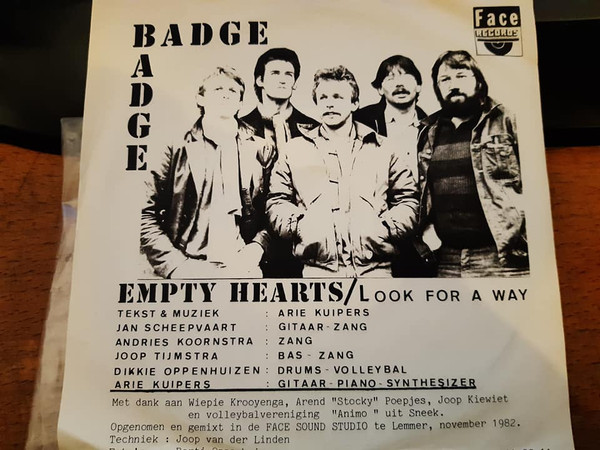 BADGE
BADGE
Face
RECORDS
EMPTY HEARTS/LOOK FOR A WAY
TEKST & MUZIEK : ARIE KUIPERS
JAN SCHEEPVAART : GITAAR-ZANG
ANDRIES KOORNSTRA : ZANG
JOOP TIJMSTRA : BAS - ZANG
DIKKIE OPPENHUIZEN : DRUMS-VOLLEYBAL
ARIE KUIPERS : GITAAR-PIANO-SYNTHESIZER
Met dank aan Wiepie Krooyenga, Arend "Stocky" Poepjes, Joop Kiewiet
en volleybalvereniging "Animo " uit Sneek.
Opgenomen en gemixt in de FACE SOUND STUDIO te Lemmer, november 1982.
Techniek : Joop van der Linden